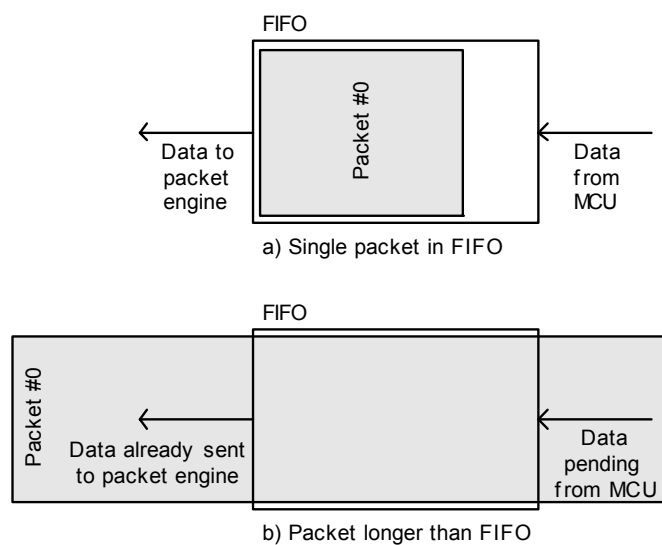 FIFO
Packet #0
Data to
packet
engine
Data
from
MCU
a) Single packet in FIFO
FIFO
Packet #0
Data already sent
to packet engine
Data
pending
from MCU
b) Packet longer than FIFO